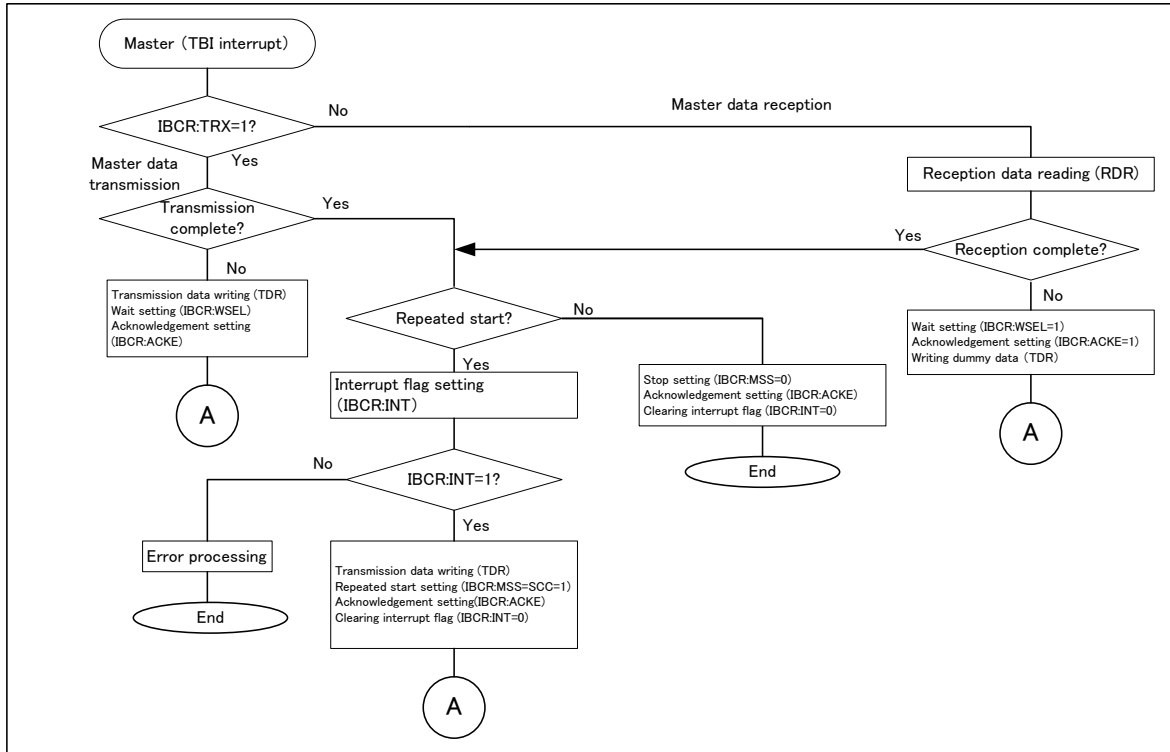 Master (TBI interrupt)
No
Master data reception
IBCR:TRX=1?
Yes
Master data
transmission
Reception data reading (RDR)
Transmission
complete?
Yes
Yes
Reception complete?
No
No
Transmission data writing (TDR)
Wait setting (IBCR:WSEL)
Acknowledgement setting
(IBCR:ACKE)
Repeated start?
No
Wait setting (IBCR:WSEL=1)
Acknowledgement setting (IBCR:ACKE=1)
Writing dummy data (TDR)
Yes
Interrupt flag setting
(IBCR:INT)
Stop setting (IBCR:MSS=0)
Acknowledgement setting (IBCR:ACKE)
Clearing interrupt flag (IBCR:INT=0)
A
A
No
IBCR:INT=1?
End
Yes
Error processing
Transmission data writing (TDR)
Repeated start setting (IBCR:MSS=SCC=1)
Acknowledgement setting(IBCR:ACKE)
Clearing interrupt flag (IBCR:INT=0)
End
A